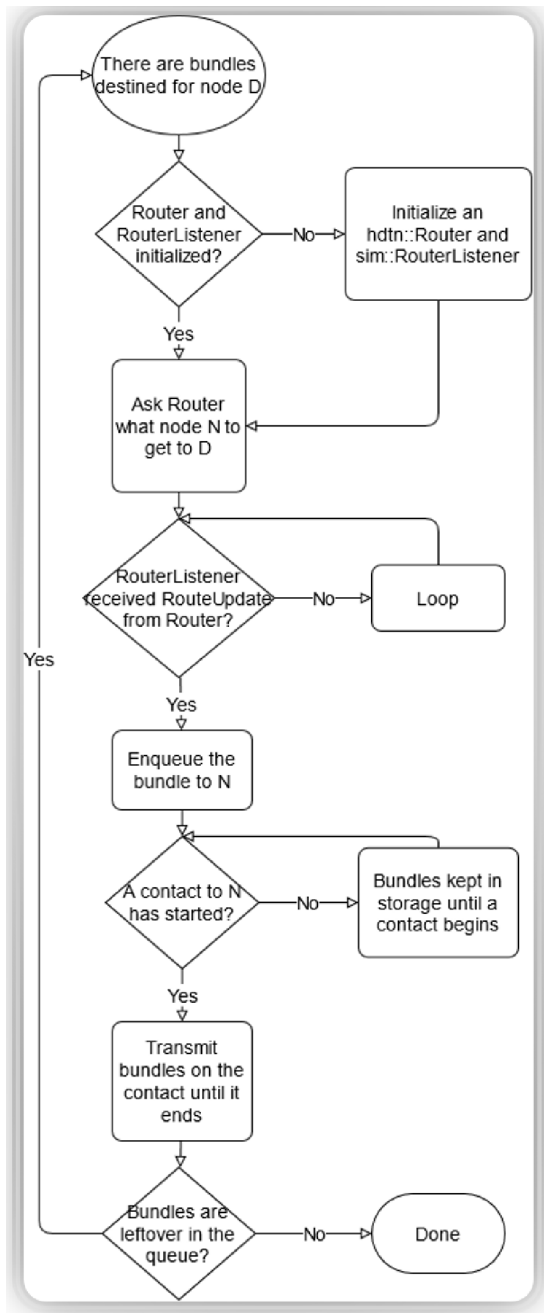 There are bundles
destined for node D
Router and
RouterListener
initialized?
No
Initialize an
hdtn::Router and
sim::RouterListener
Yes
Ask Router
what node N to
get to D
RouterListener
received RouteUpdate
from Router?
No
Loop
Yes
Yes
Enqueue the
bundle to N
A contact to N
has started?
No
Bundles kept in
storage until a
contact begins
Yes
Transmit
bundles on the
contact until it
ends
Bundles are
leftover in the
queue?
No
Done